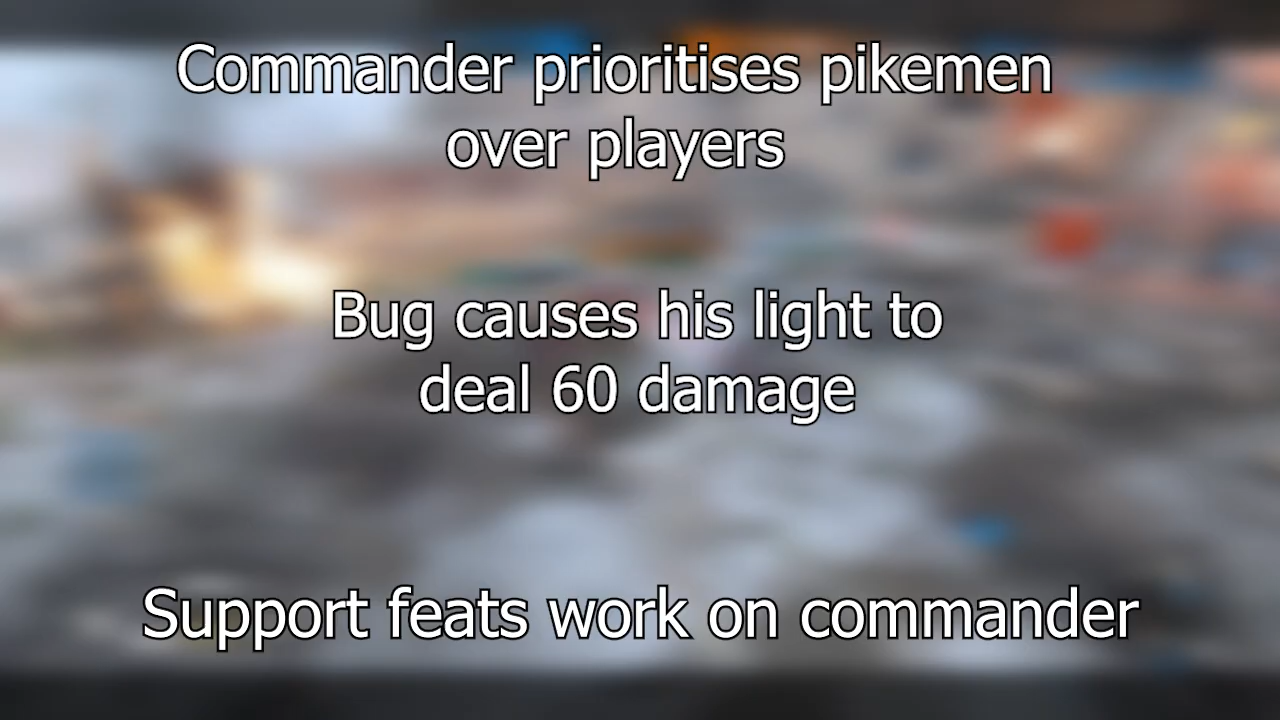 Commander prioritises pikemen
over players
Bug causes his light to
deal 60 damage
Support feats work on commander